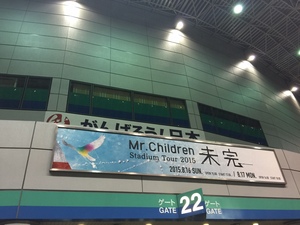 がんばろう!日本
Mr.Children
Stadium Tour 2015
未完
2015.8.16 SUN.
8.17 MON.
ゲート 22 ゲート
GATE GATE